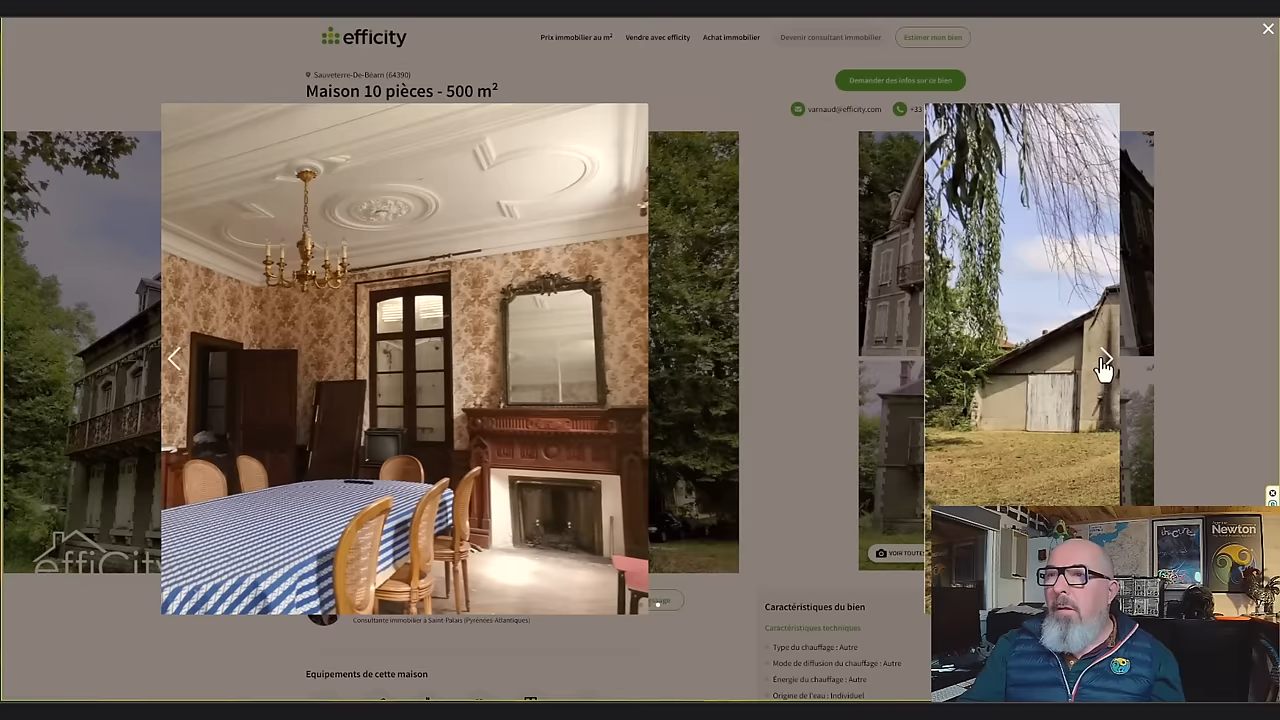 efficity
Prix immobilier au m²
Vendre avec efficity
Achat immobilier
Devenir consultant immobilier
Estimer mon bien
Sauveterre-De-Béarn (64390)
Maison 10 pièces - 500 m²
Demander des infos sur ce bien
varnaud@efficity.com
+33
effiCity
VOIR TOUTES
Newton
Consultante immobilier à Saint-Palais (Pyrénées-Atlantiques)
Equipements de cette maison
Caractéristiques du bien
Caractéristiques techniques
Type du chauffage : Autre
Mode de diffusion du chauffage : Autre
Énergie du chauffage : Autre
Origine de l'eau : Individuel